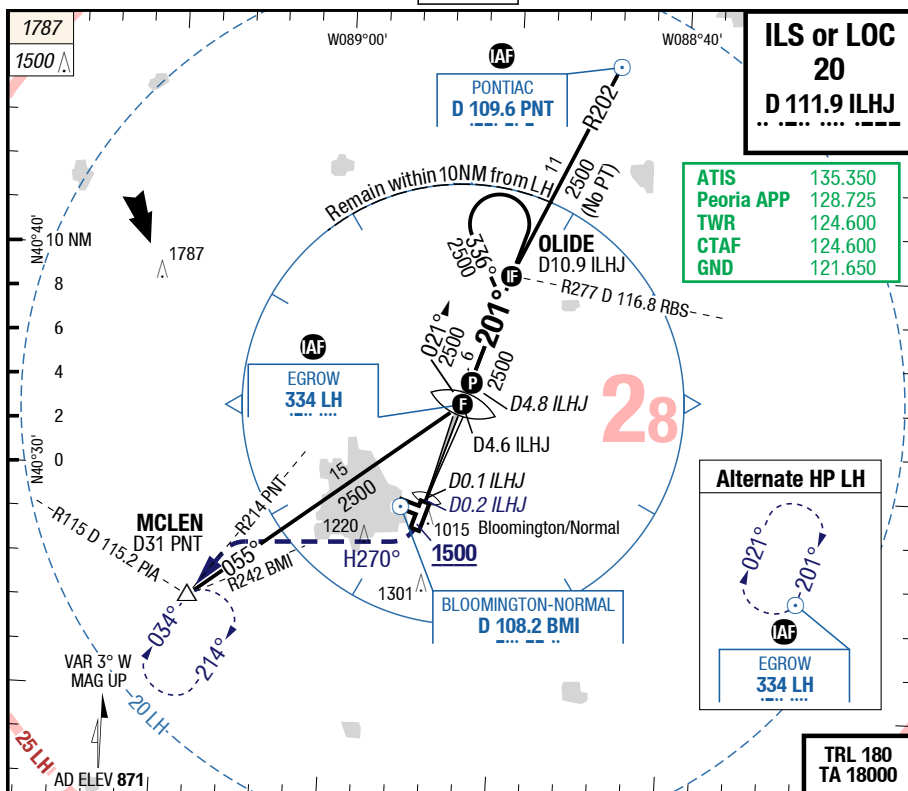 1787
1500
W089°00'
W088°40'
IAF
PONTIAC
D 109.6 PNT
R202
11
2500
(No PT)
ILS or LOC
20
D 111.9 ILHJ
ATIS 135.350
Peoria APP 128.725
TWR 124.600
CTAF 124.600
GND 121.650
Remain within 10NM from LH
N40°40'
10 NM
8
6
4
2
0
N40°30'
1787
336°
2500
OLIDE
D10.9 ILHJ
IF
R277 D 116.8 RBS
201°
6
2500
021°
2500
IAF
EGROW
334 LH
P
D4.8 ILHJ
F
D4.6 ILHJ
28
15
2500
D0.1 ILHJ
D0.2 ILHJ
1015 Bloomington/Normal
1500
1220
H270°
1301
R214 PNT
MCLEN
D31 PNT
055°
R242 BMI
R115 D 115.2 PIA
034°
214°
BLOOMINGTON-NORMAL
D 108.2 BMI
Alternate HP LH
021°
201°
IAF
EGROW
334 LH
VAR 3° W
MAG UP
20 LH
25 LH
AD ELEV 871
TRL 180
TA 18000